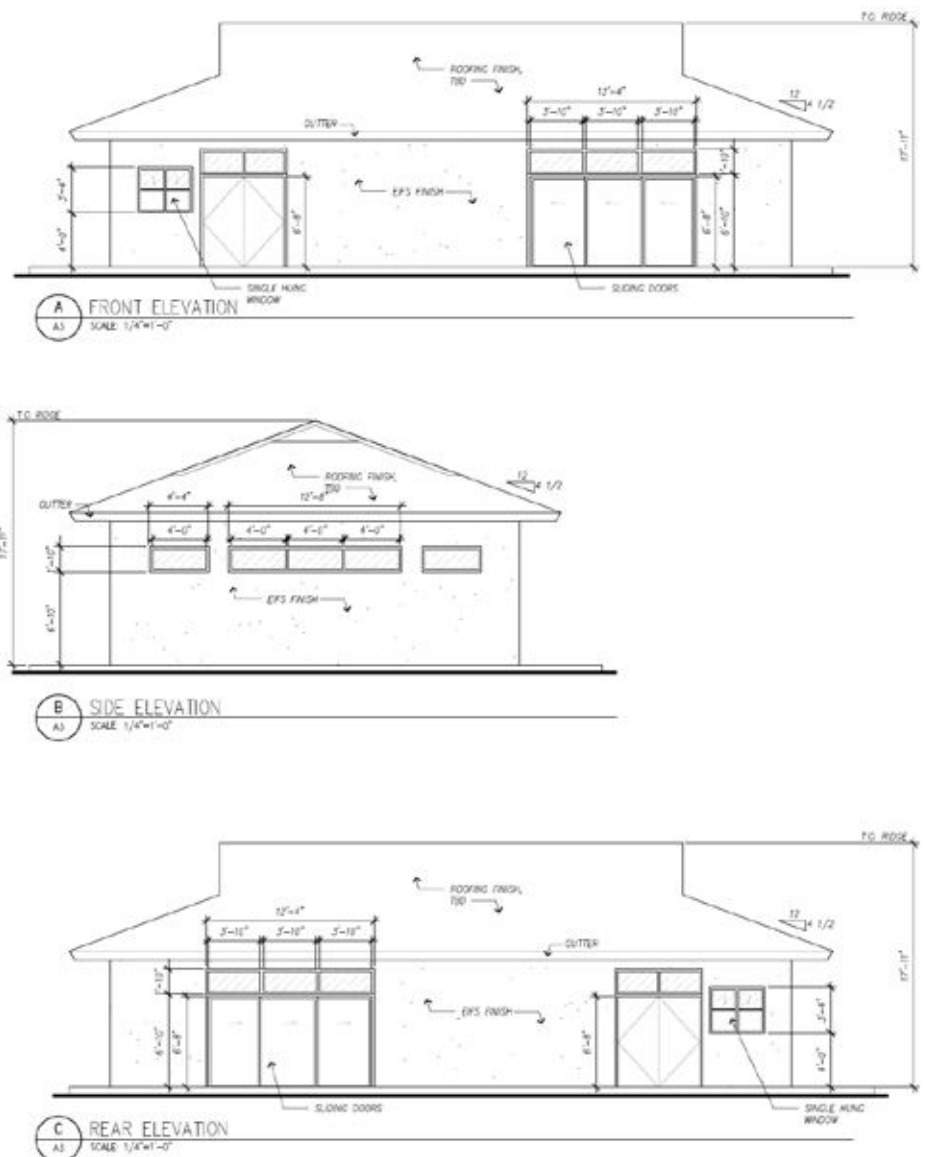 T.O. RIDGE
ROOFING FINISH,
TBD
12
4 1/2
12'-4"
3'-10" 3'-10" 3'-10"
GUTTER
17'-11"
1'-10"
3'-4"
EIFS FINISH
6'-8"
6'-8"
6'-10"
4'-0"
SINGLE HUNG
WINDOW
SLIDING DOORS
A
A3
FRONT ELEVATION
SCALE: 1/4"=1'-0"
T.O. RIDGE
ROOFING FINISH,
TBD
12
4 1/2
4'-4"
12'-8"
GUTTER
4'-0" 4'-0" 4'-0" 4'-0"
17'-11"
1'-10"
EIFS FINISH
6'-10"
B
A3
SIDE ELEVATION
SCALE: 1/4"=1'-0"
T.O. RIDGE
ROOFING FINISH,
TBD
12
4 1/2
12'-4"
3'-10" 3'-10" 3'-10"
GUTTER
17'-11"
1'-10"
EIFS FINISH
3'-4"
6'-10"
6'-8"
6'-8"
4'-0"
SLIDING DOORS
SINGLE HUNG
WINDOW
C
A3
REAR ELEVATION
SCALE: 1/4"=1'-0"